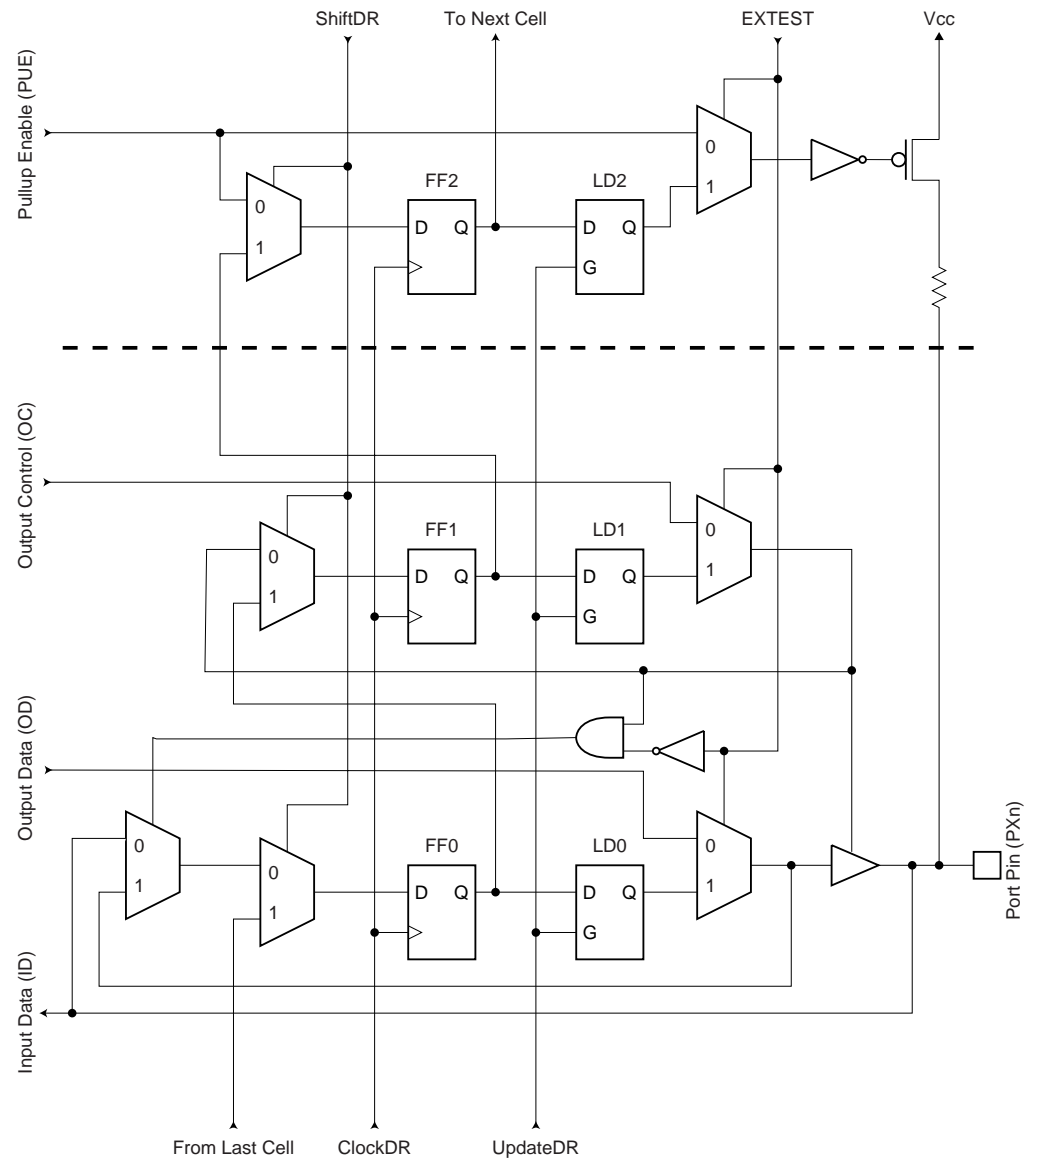 ShiftDR
To Next Cell
EXTEST
Vcc
Pullup Enable (PUE)
0
1
FF2
D
Q
LD2
D
Q
G
0
1
Output Control (OC)
0
1
FF1
D
Q
LD1
D
Q
G
0
1
Output Data (OD)
0
1
0
1
FF0
D
Q
LD0
D
Q
G
0
1
Port Pin (PXn)
Input Data (ID)
From Last Cell
ClockDR
UpdateDR